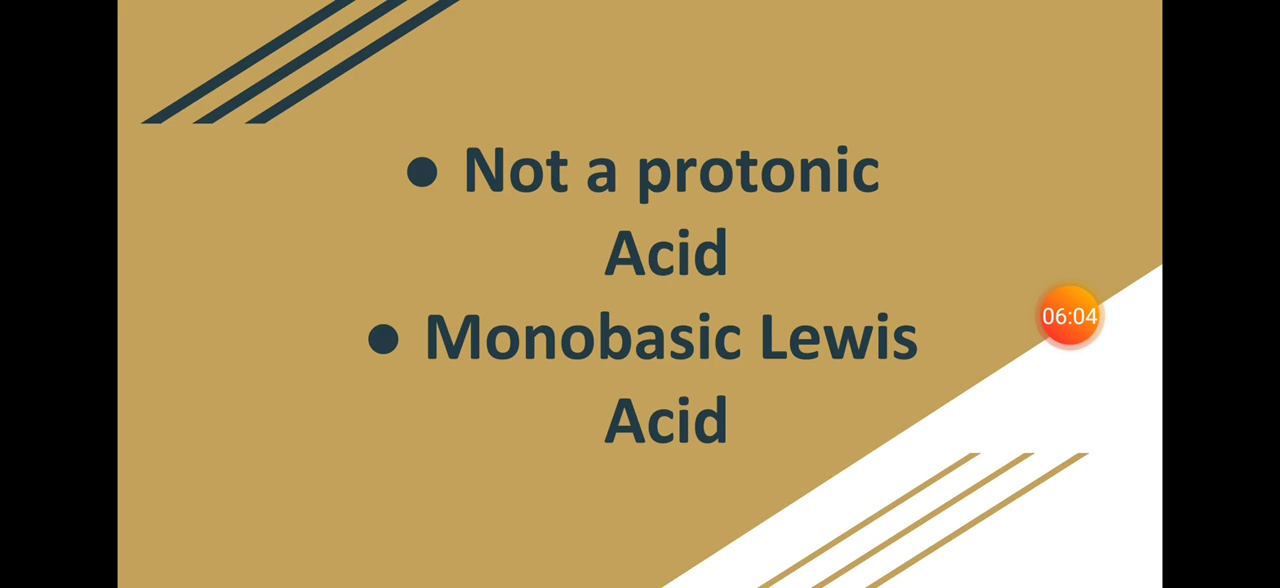 ● Not a protonic
Acid
● Monobasic Lewis
Acid
06:04